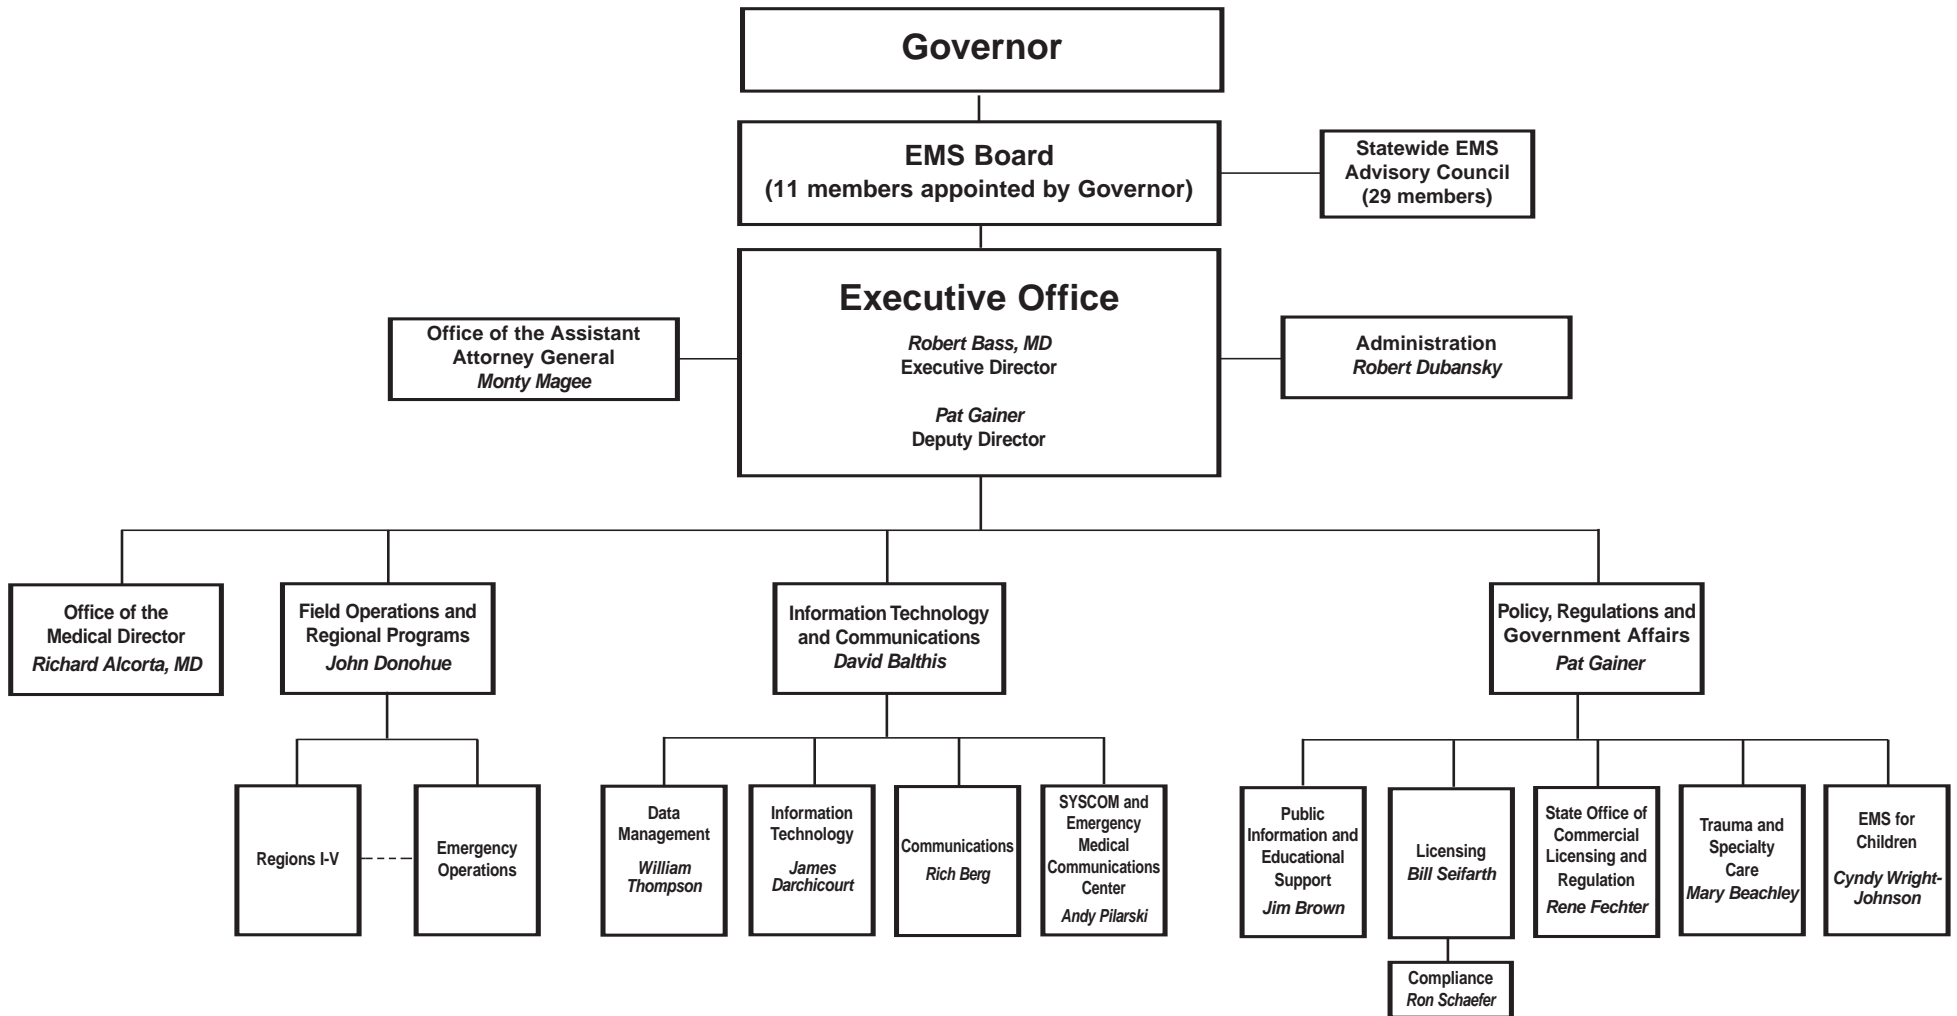 Governor
EMS Board
(11 members appointed by Governor)
Statewide EMS
Advisory Council
(29 members)
Executive Office
Robert Bass, MD
Executive Director
Pat Gainer
Deputy Director
Office of the Assistant
Attorney General
Monty Magee
Administration
Robert Dubansky
Office of the
Medical Director
Richard Alcorta, MD
Field Operations and
Regional Programs
John Donohue
Information Technology
and Communications
David Balthis
Policy, Regulations and
Government Affairs
Pat Gainer
Regions I-V
Emergency
Operations
Data
Management
William
Thompson
Information
Technology
James
Darchicourt
Communications
Rich Berg
SYSCOM and
Emergency
Medical
Communications
Center
Andy Pilarski
Public
Information and
Educational
Support
Jim Brown
Licensing
Bill Seifarth
State Office of
Commercial
Licensing and
Regulation
Rene Fechter
Trauma and
Specialty
Care
Mary Beachley
EMS for
Children
Cyndy Wright-
Johnson
Compliance
Ron Schaefer